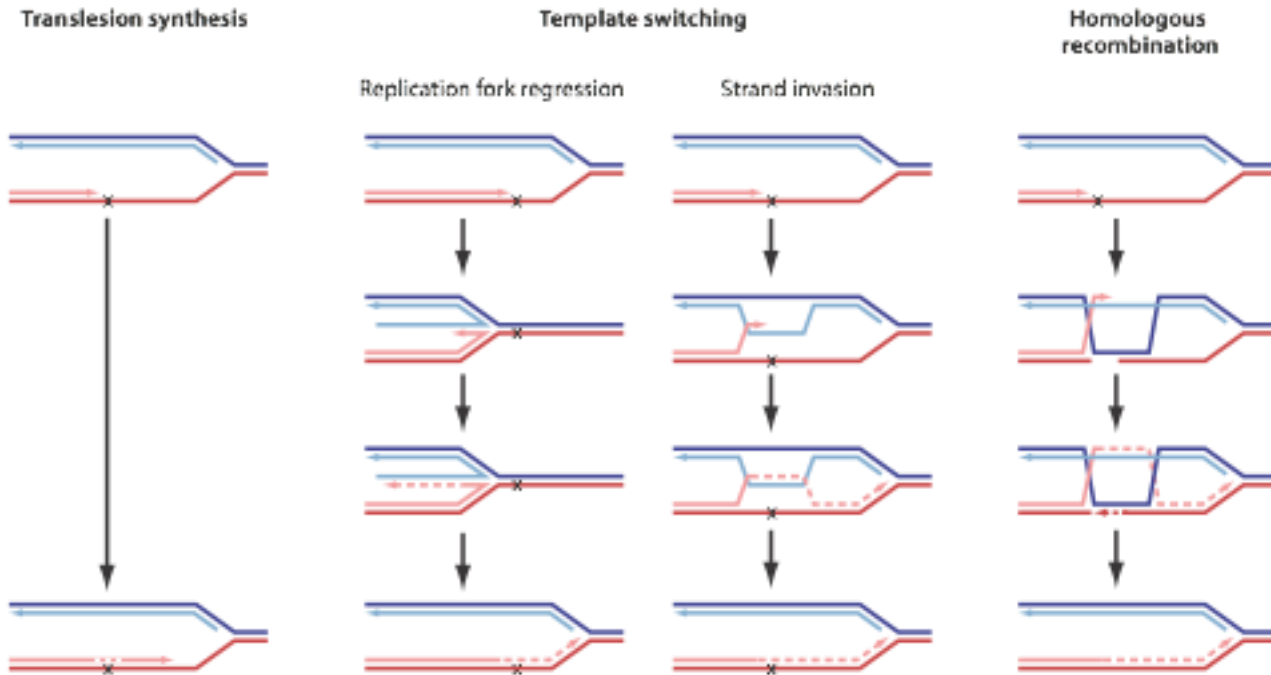 Translesion synthesis
Template switching
Homologous
recombination
Replication fork regression
Strand invasion